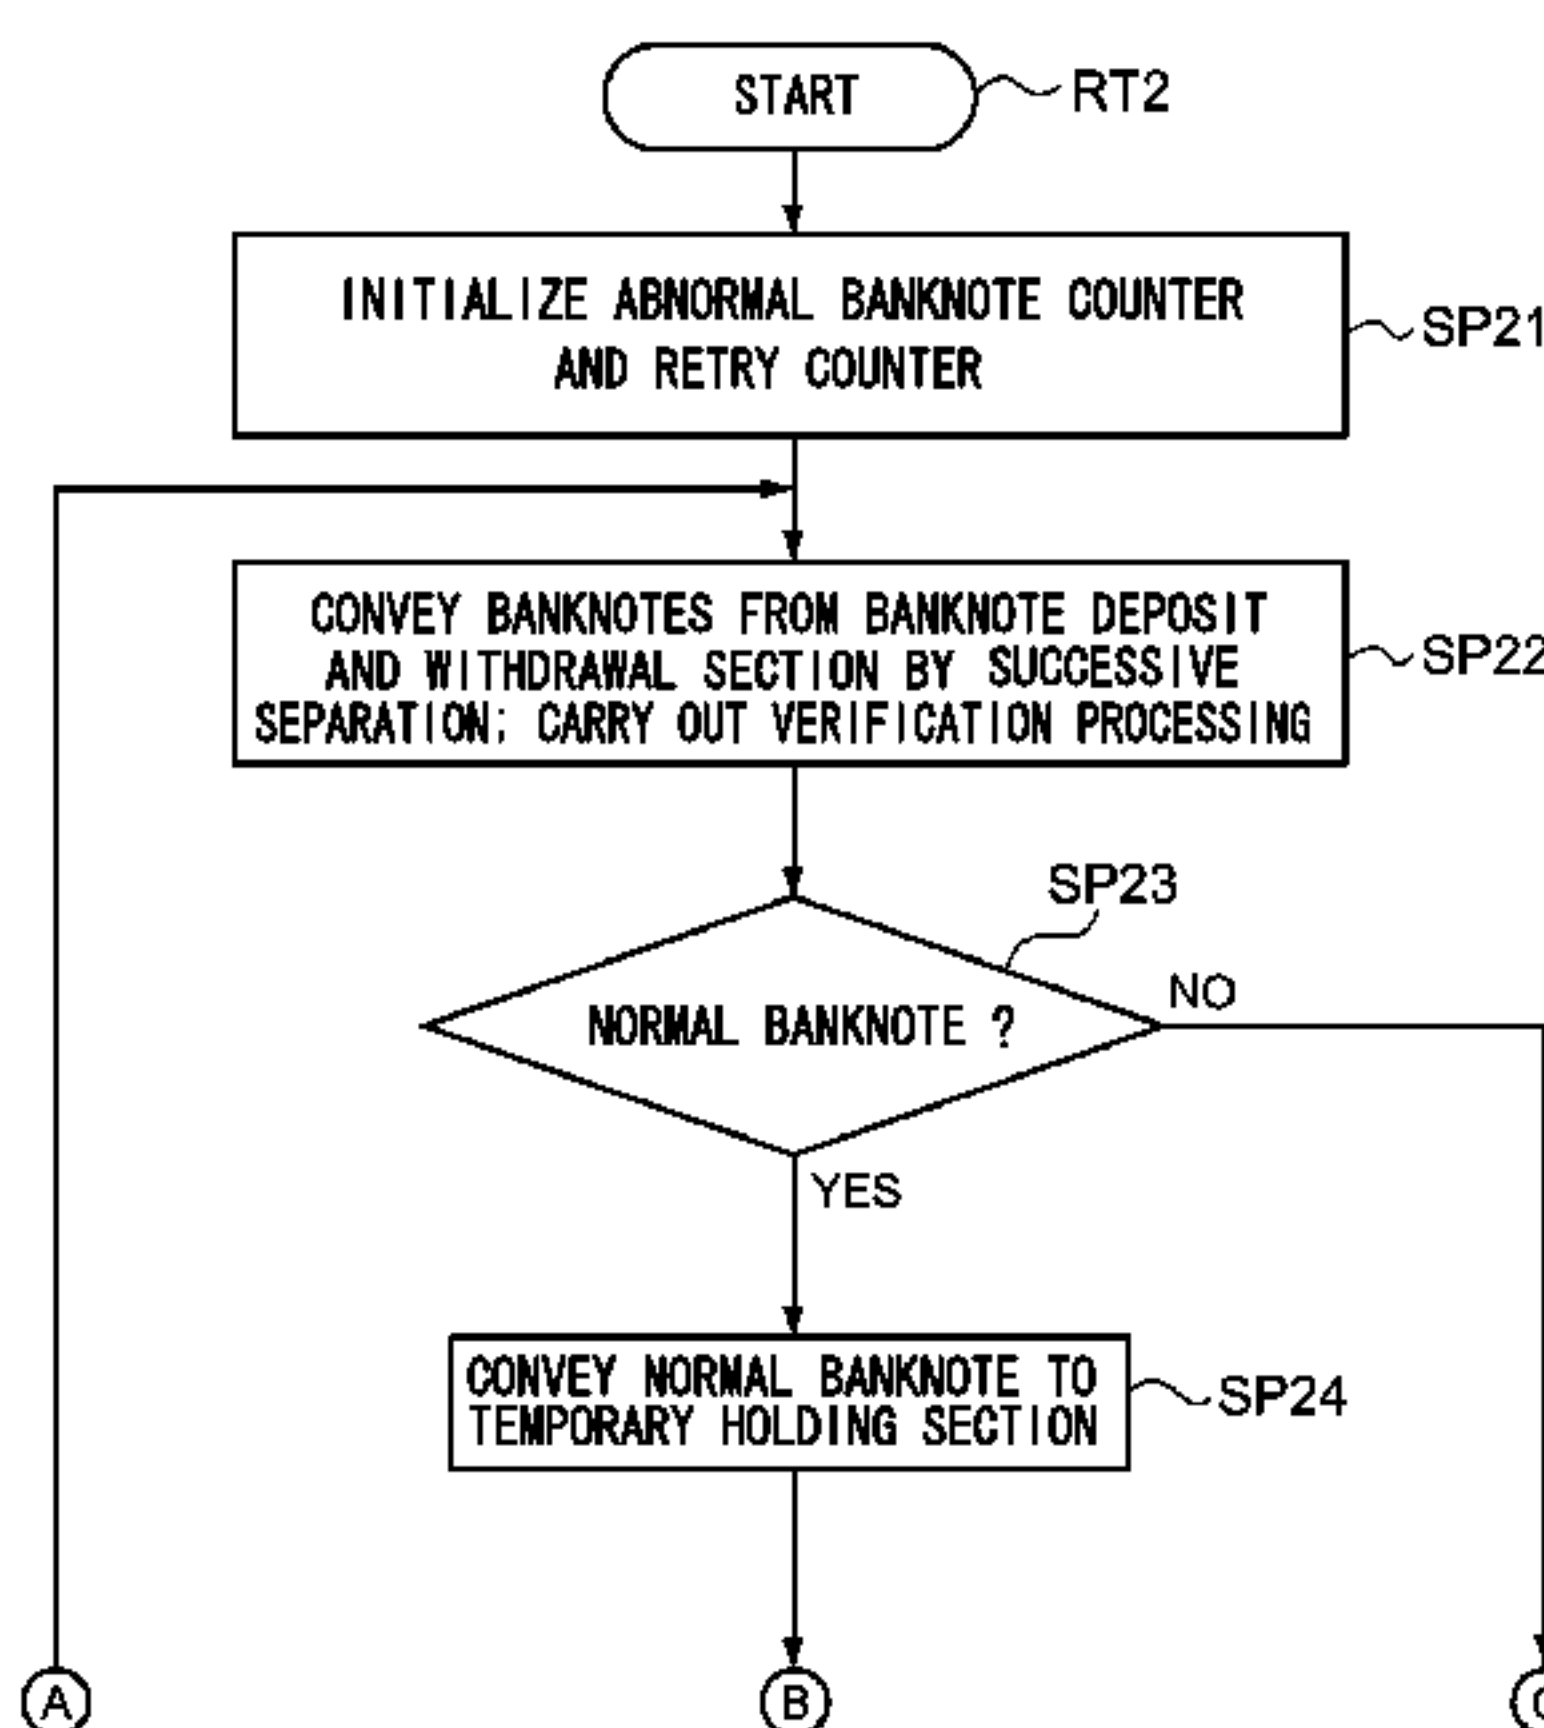 START
RT2
INITIALIZE ABNORMAL BANKNOTE COUNTER
AND RETRY COUNTER
SP21
CONVEY BANKNOTES FROM BANKNOTE DEPOSIT
AND WITHDRAWAL SECTION BY SUCCESSIVE
SEPARATION; CARRY OUT VERIFICATION PROCESSING
SP22
SP23
NORMAL BANKNOTE ?
NO
YES
CONVEY NORMAL BANKNOTE TO
TEMPORARY HOLDING SECTION
SP24
A
B